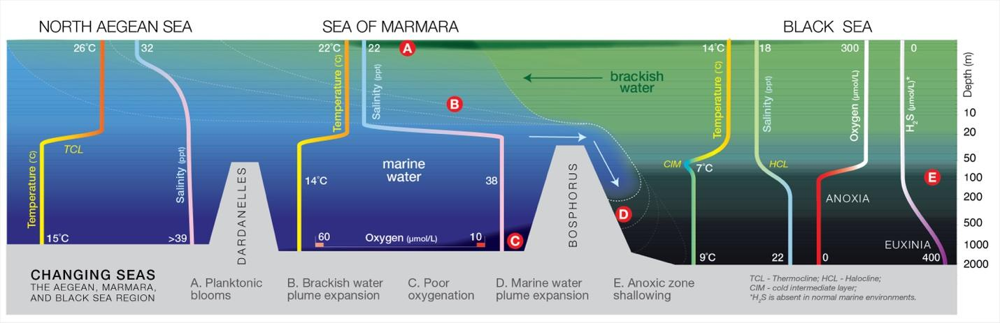 NORTH AEGEAN SEA
SEA OF MARMARA
BLACK SEA
26°C
32
22°C
22
A
14°C
18
300
0
Depth (m)
brackish
water
Temperature (°C)
Salinity (ppt)
B
Temperature (°C)
Salinity (ppt)
Oxygen (µmol/L)
H2S (µmol/L)*
10
20
50
100
200
500
1000
2000
TCL
Temperature (°C)
Salinity (ppt)
15°C
>39
DARDANELLES
marine
water
14°C
38
60
Oxygen (µmol/L)
10
C
BOSPHORUS
D
CIM
7°C
HCL
E
ANOXIA
EUXINIA
9°C
22
0
400
CHANGING SEAS
THE AEGEAN, MARMARA,
AND BLACK SEA REGION
A. Planktonic
blooms
B. Brackish water
plume expansion
C. Poor
oxygenation
D. Marine water
plume expansion
E. Anoxic zone
shallowing
TCL - Thermocline; HCL - Halocline;
CIM - cold intermediate layer;
*H2S is absent in normal marine environments.